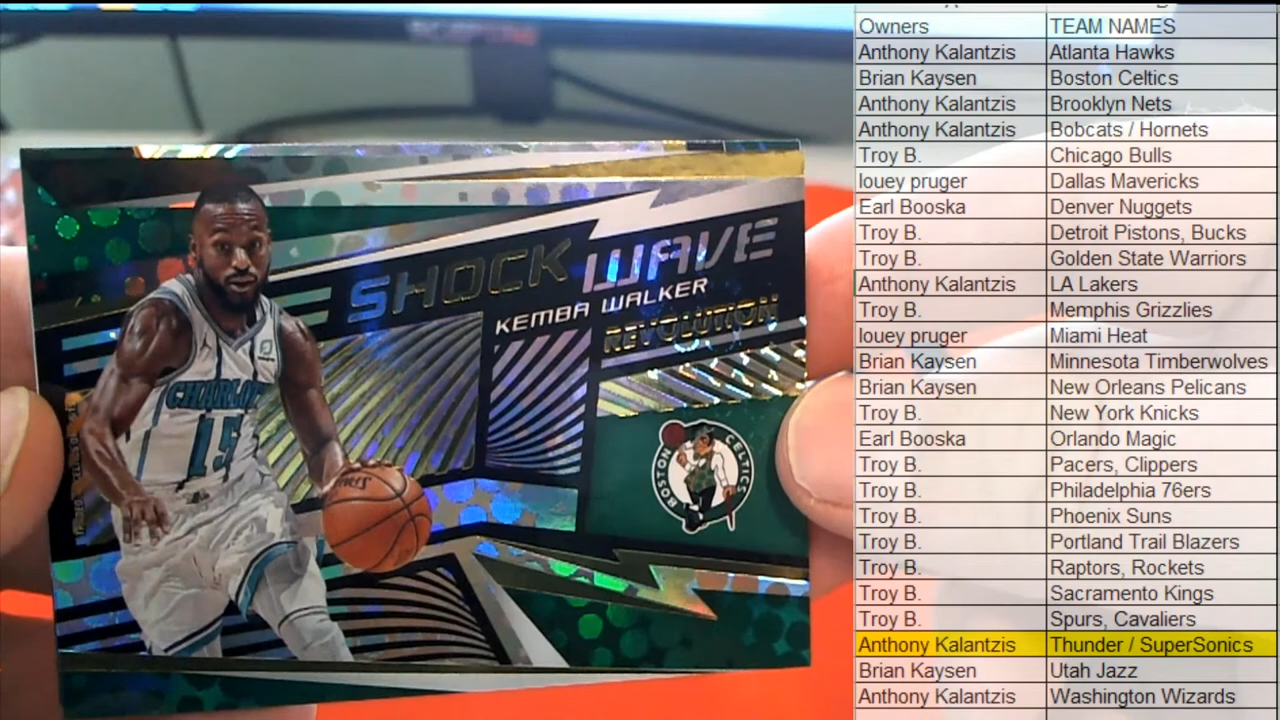 SCEPTRE
SHOCK WAVE
KEMBA WALKER
REVOLUTION
CHARLO
15
BOSTON CELTICS
Owners TEAM NAMES
Anthony Kalantzis Atlanta Hawks
Brian Kaysen Boston Celtics
Anthony Kalantzis Brooklyn Nets
Anthony Kalantzis Bobcats / Hornets
Troy B. Chicago Bulls
louey pruger Dallas Mavericks
Earl Booska Denver Nuggets
Troy B. Detroit Pistons, Bucks
Troy B. Golden State Warriors
Anthony Kalantzis LA Lakers
Troy B. Memphis Grizzlies
louey pruger Miami Heat
Brian Kaysen Minnesota Timberwolves
Brian Kaysen New Orleans Pelicans
Troy B. New York Knicks
Earl Booska Orlando Magic
Troy B. Pacers, Clippers
Troy B. Philadelphia 76ers
Troy B. Phoenix Suns
Troy B. Portland Trail Blazers
Troy B. Raptors, Rockets
Troy B. Sacramento Kings
Troy B. Spurs, Cavaliers
Anthony Kalantzis Thunder / SuperSonics
Brian Kaysen Utah Jazz
Anthony Kalantzis Washington Wizards